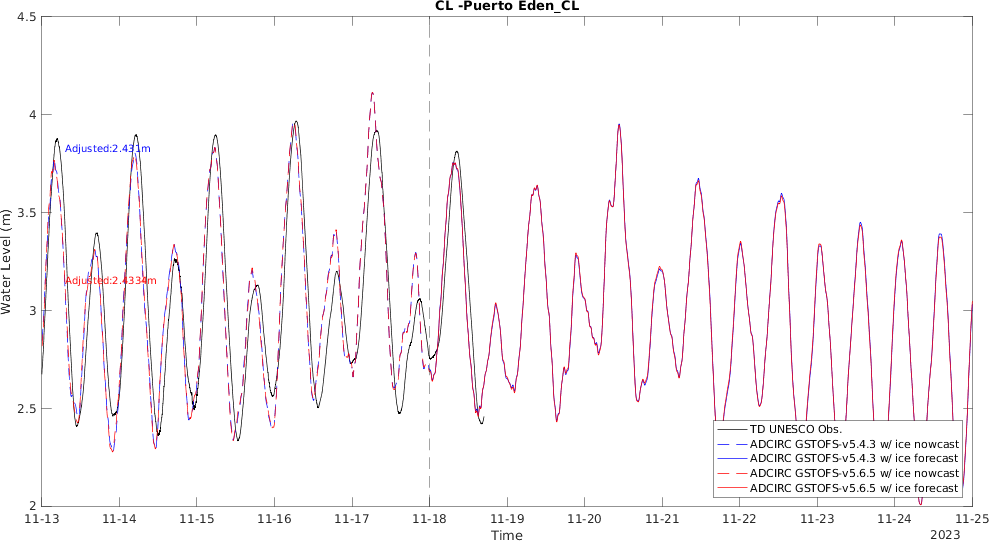 CL -Puerto Eden_CL
4.5
4
3.5
3
2.5
2
Water Level (m)
Adjusted:2.431m
Adjusted:2.4334m
TD UNESCO Obs.
ADCIRC GSTOFS-v5.4.3 w/ ice nowcast
ADCIRC GSTOFS-v5.4.3 w/ ice forecast
ADCIRC GSTOFS-v5.6.5 w/ ice nowcast
ADCIRC GSTOFS-v5.6.5 w/ ice forecast
11-13 11-14 11-15 11-16 11-17 11-18 11-19 11-20 11-21 11-22 11-23 11-24 11-25
Time
2023